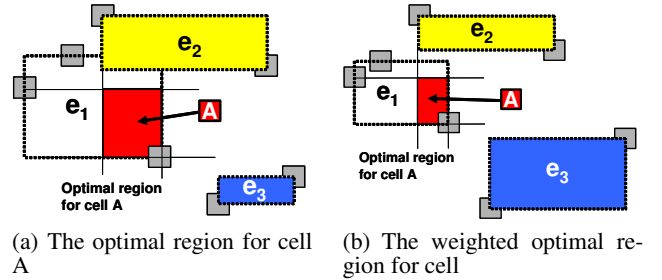 e2
e1
A
Optimal region
for cell A
e3
(a) The optimal region for cell
A
e2
e1
A
Optimal region
for cell A
e3
(b) The weighted optimal re-
gion for cell